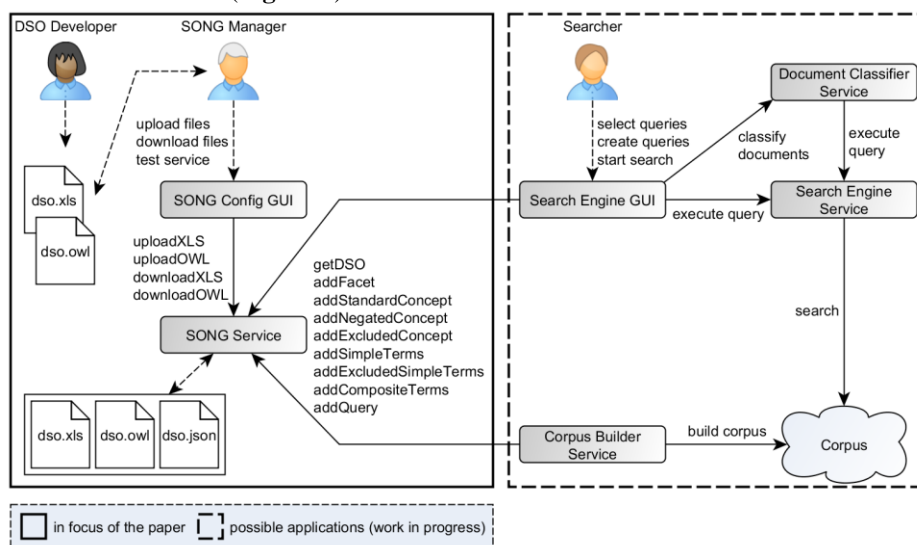 DSO Developer
SONG Manager
upload files
download files
test service
dso.xls
dso.owl
SONG Config GUI
uploadXLS
uploadOWL
downloadXLS
downloadOWL
SONG Service
dso.xls
dso.owl
dso.json
getDSO
addFacet
addStandardConcept
addNegatedConcept
addExcludedConcept
addSimpleTerms
addExcludedSimpleTerms
addCompositeTerms
addQuery
Searcher
select queries
create queries
start search
Search Engine GUI
classify
documents
Document Classifier
Service
execute
query
execute query
Search Engine
Service
search
Corpus Builder
Service
build corpus
Corpus
in focus of the paper
possible applications (work in progress)